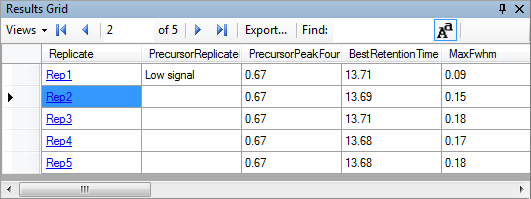 Results Grid
Views 2 of 5 Export... Find: Aa
Replicate PrecursorReplicate PrecursorPeakFour BestRetentionTime MaxFwhm
Rep1 Low signal 0.67 13.71 0.09
Rep2 0.67 13.69 0.15
Rep3 0.67 13.71 0.18
Rep4 0.67 13.68 0.17
Rep5 0.67 13.68 0.18